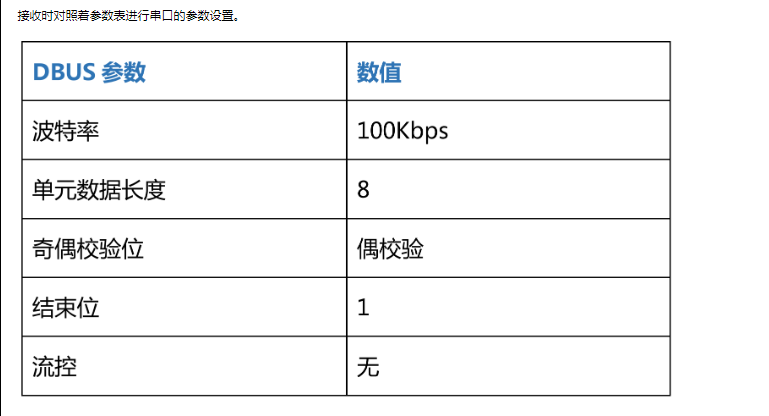 接收时对照着参数表进行串口的参数设置。
DBUS 参数 数值
波特率 100Kbps
单元数据长度 8
奇偶校验位 偶校验
结束位 1
流控 无